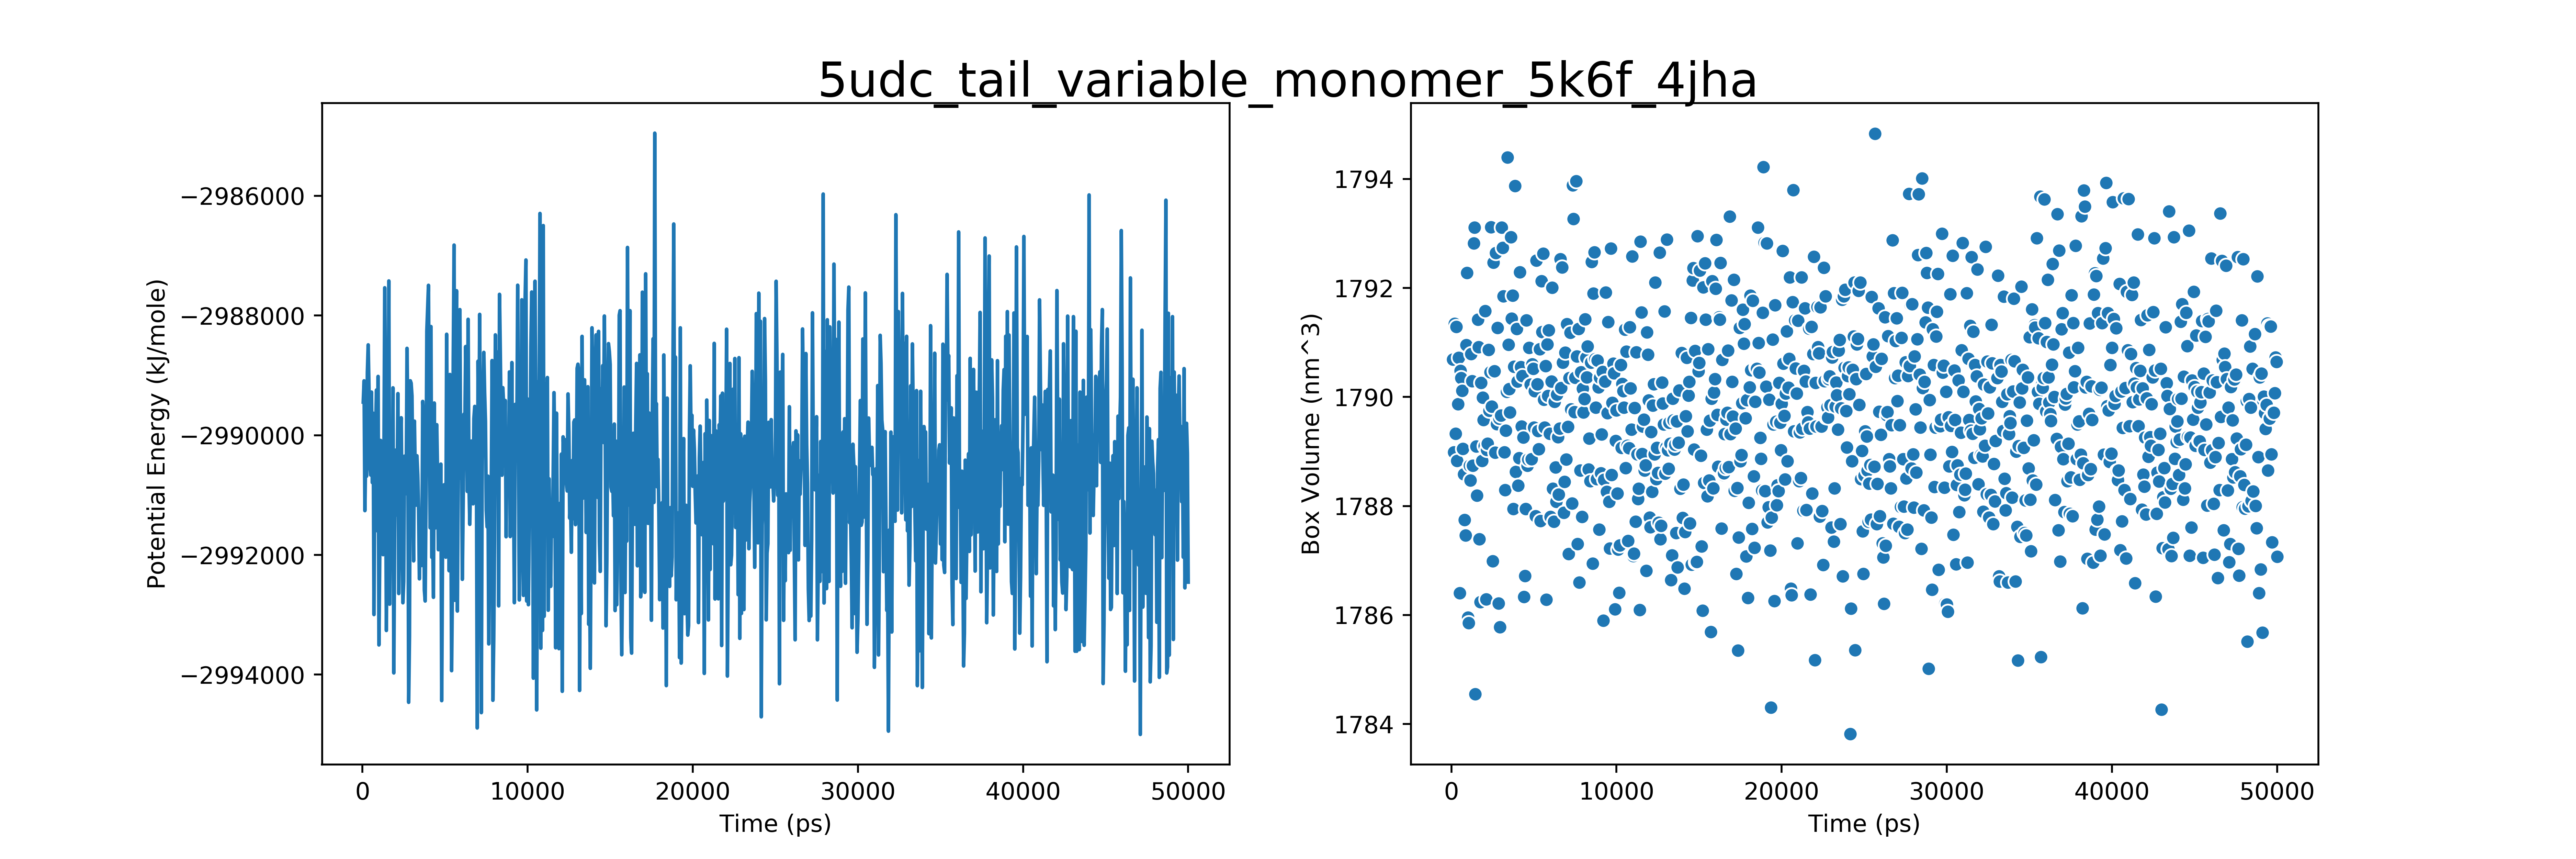 5udc_tail_variable_monomer_5k6f_4jha
Potential Energy (kJ/mole)
−2986000
−2988000
−2990000
−2992000
−2994000
0 10000 20000 30000 40000 50000
Time (ps)
Box Volume (nm^3)
1794
1792
1790
1788
1786
1784
0 10000 20000 30000 40000 50000
Time (ps)